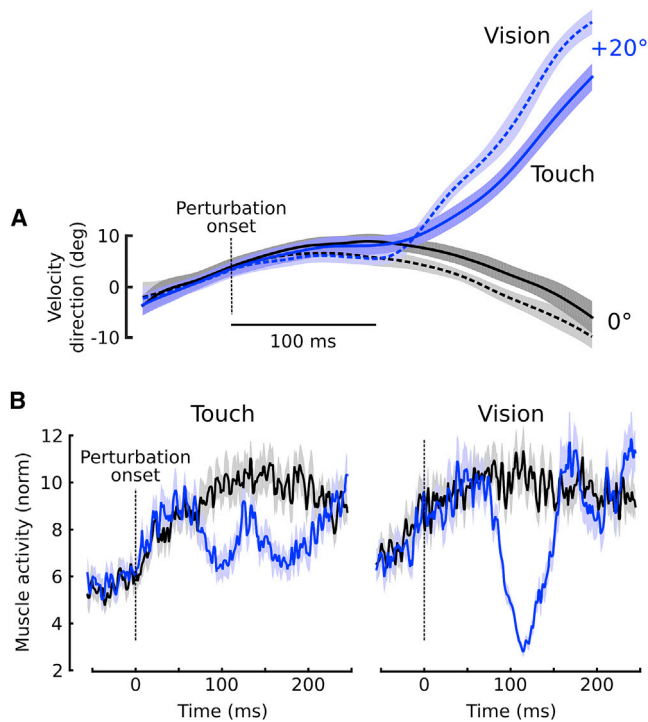 Vision
+20°
Touch
A
Perturbation
onset
Velocity
direction (deg)
10
0
-10
100 ms
0°
B
Touch
Vision
Perturbation
onset
Muscle activity (norm)
12
10
8
6
4
2
0
100
200
0
100
200
Time (ms)
Time (ms)